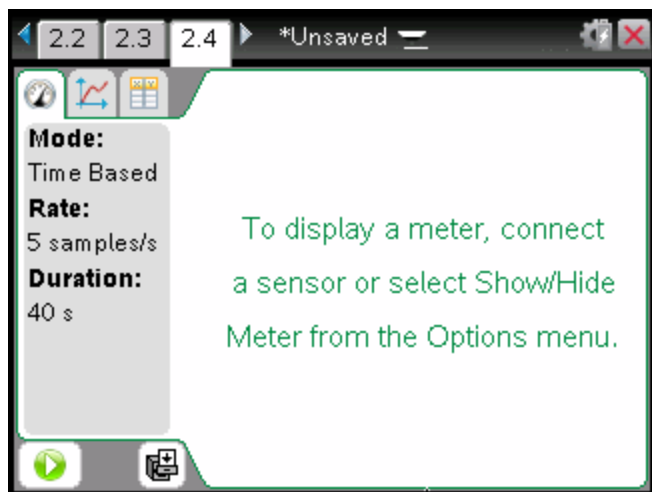 2.2 2.3 2.4 *Unsaved
Mode:
Time Based
Rate:
5 samples/s
Duration:
40 s
To display a meter, connect
a sensor or select Show/Hide
Meter from the Options menu.